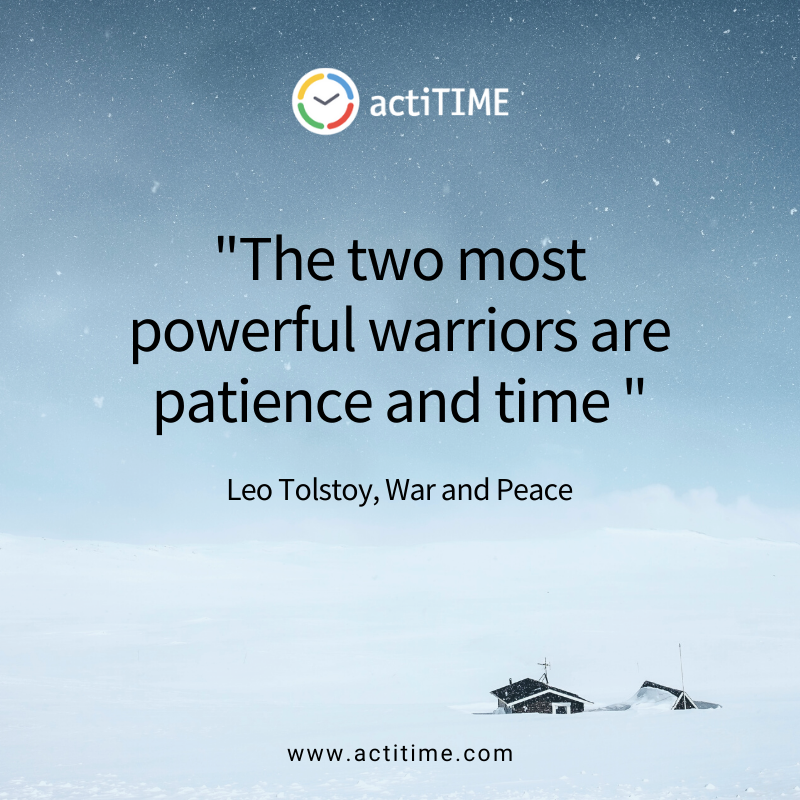 actiTIME
"The two most
powerful warriors are
patience and time "
Leo Tolstoy, War and Peace
www.actitime.com